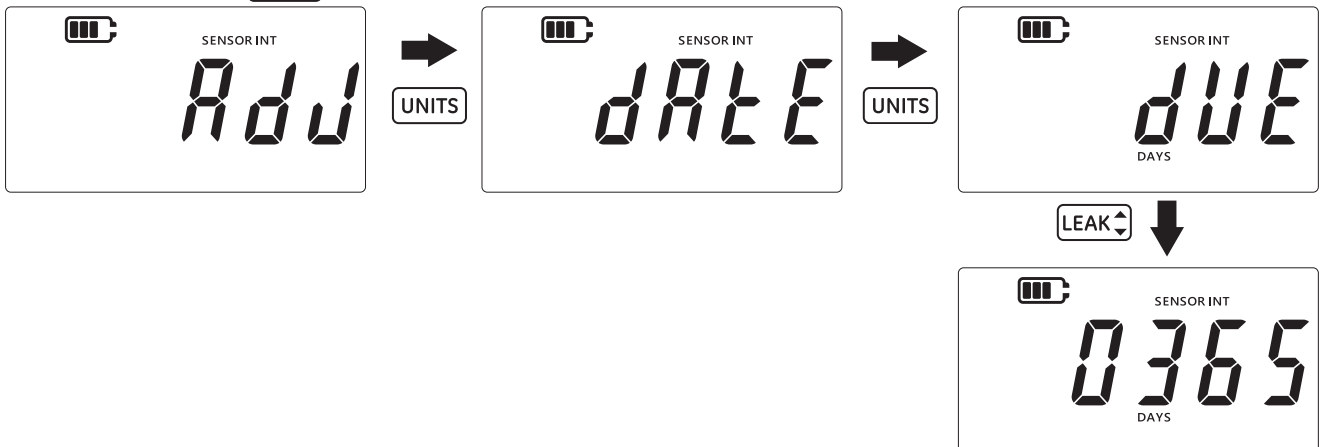 SENSOR INT
Adj
UNITS
SENSOR INT
dAtE
UNITS
SENSOR INT
dUE
DAYS
LEAK
SENSOR INT
0365
DAYS